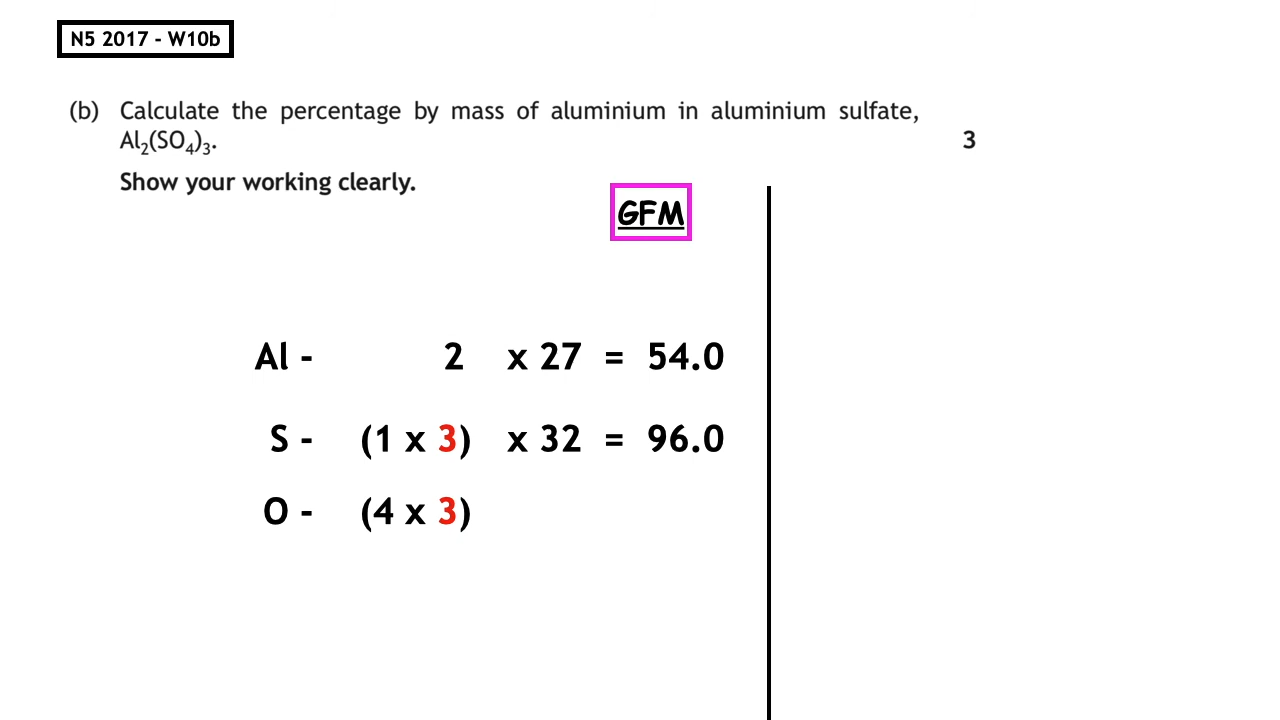 N5 2017 - W10b
(b) Calculate the percentage by mass of aluminium in aluminium sulfate,
Al₂(SO₄)₃. 3
Show your working clearly.
GFM
Al - 2 x 27 = 54.0
S - (1 x 3) x 32 = 96.0
O - (4 x 3)